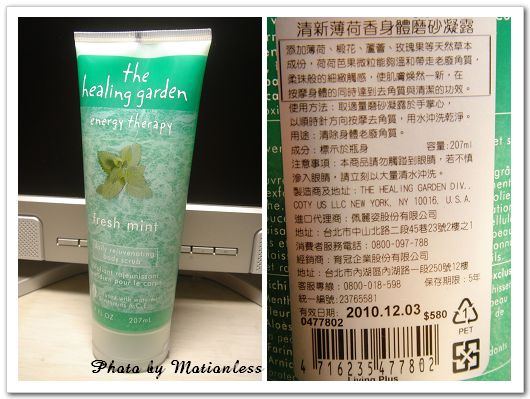 the
healing garden
energy therapy
fresh mint
daily rejuvenating
body scrub
207mL
Photo by Motionless
清新薄荷香身體磨砂凝露
添加薄荷、椴花、蘆薈、玫瑰果等天然草本
成份，荷荷芭果微粒能夠溫和帶走老廢角質，
柔珠般的細緻觸感，使肌膚煥然一新，在
按摩身體的同時達到去角質與清潔的功效。
使用方法：取適量磨砂凝露於手掌心，
以順時針方向按摩去角質，用水沖洗乾淨。
用途：清除身體老廢角質。
成分：標示於瓶身 容量:207ml
注意事項：本商品請勿觸碰到眼睛，若不慎
滲入眼睛，請立刻以大量清水沖洗。
製造商及地址: THE HEALING GARDEN DIV.,
COTY US LLC NEW YORK, NY 10016, U.S.A.
進口代理商：佩麗姿股份有限公司
地址：台北市中山北路二段45巷23號2樓之1
消費者服務電話：0800-097-788
經銷商：育冠企業股份有限公司
地址：台北市內湖區內湖路一段250號12樓
客服專線：0800-018-598 保存期限：5年
統一編號：23765581
有效日期：2010.12.03 $580
0477802
1
PET
4 716235 477802
Living Plus